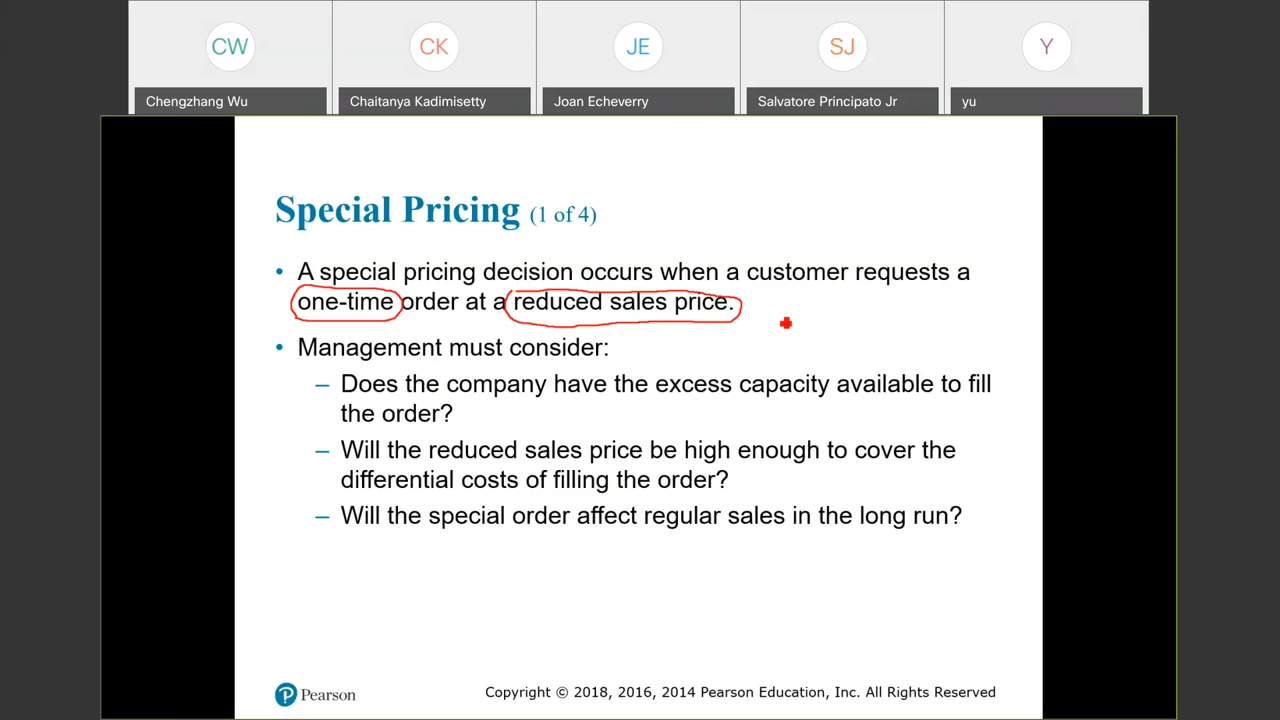 CW
CK
JE
SJ
Y
Chengzhang Wu
Chaitanya Kadimisetty
Joan Echeverry
Salvatore Principato Jr
yu
Special Pricing (1 of 4)
• A special pricing decision occurs when a customer requests a
one-time order at a reduced sales price.
• Management must consider:
– Does the company have the excess capacity available to fill
the order?
– Will the reduced sales price be high enough to cover the
differential costs of filling the order?
– Will the special order affect regular sales in the long run?
P Pearson
Copyright © 2018, 2016, 2014 Pearson Education, Inc. All Rights Reserved